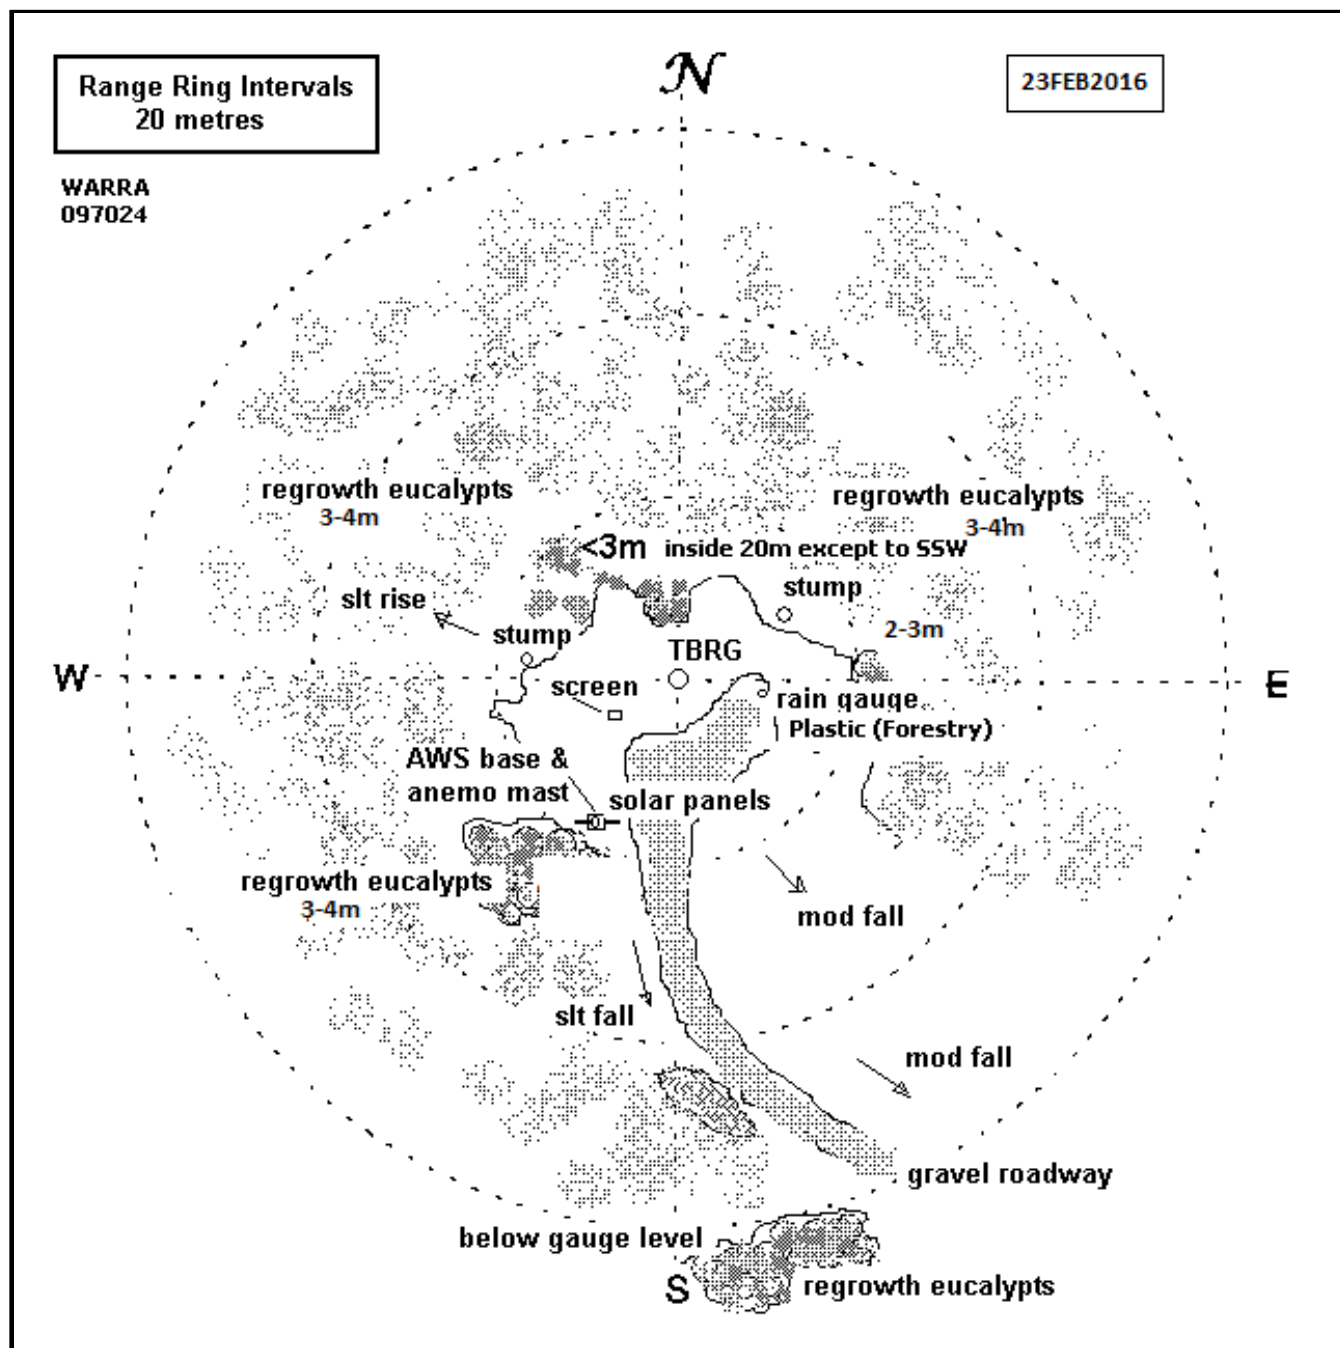 N
Range Ring Intervals
20 metres
23FEB2016
WARRA
097024
regrowth eucalypts
3-4m
regrowth eucalypts
3-4m
<3m inside 20m except to SSW
slt rise
stump
stump
2-3m
TBRG
W
E
screen
rain gauge
Plastic (Forestry)
AWS base &
anemo mast
solar panels
regrowth eucalypts
3-4m
mod fall
slt fall
mod fall
gravel roadway
below gauge level
S
regrowth eucalypts